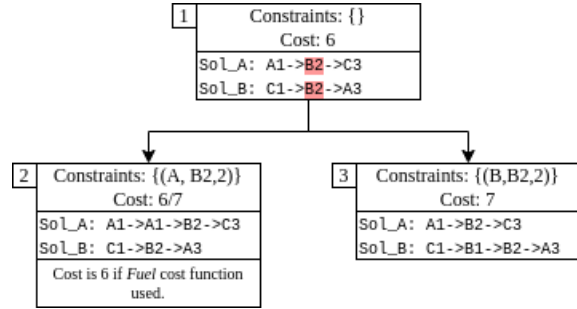 1
Constraints: {}
Cost: 6
Sol_A: A1->B2->C3
Sol_B: C1->B2->A3
2
Constraints: {(A, B2,2)}
Cost: 6/7
Sol_A: A1->A1->B2->C3
Sol_B: C1->B2->A3
Cost is 6 if Fuel cost function
used.
3
Constraints: {(B,B2,2)}
Cost: 7
Sol_A: A1->B2->C3
Sol_B: C1->B1->B2->A3